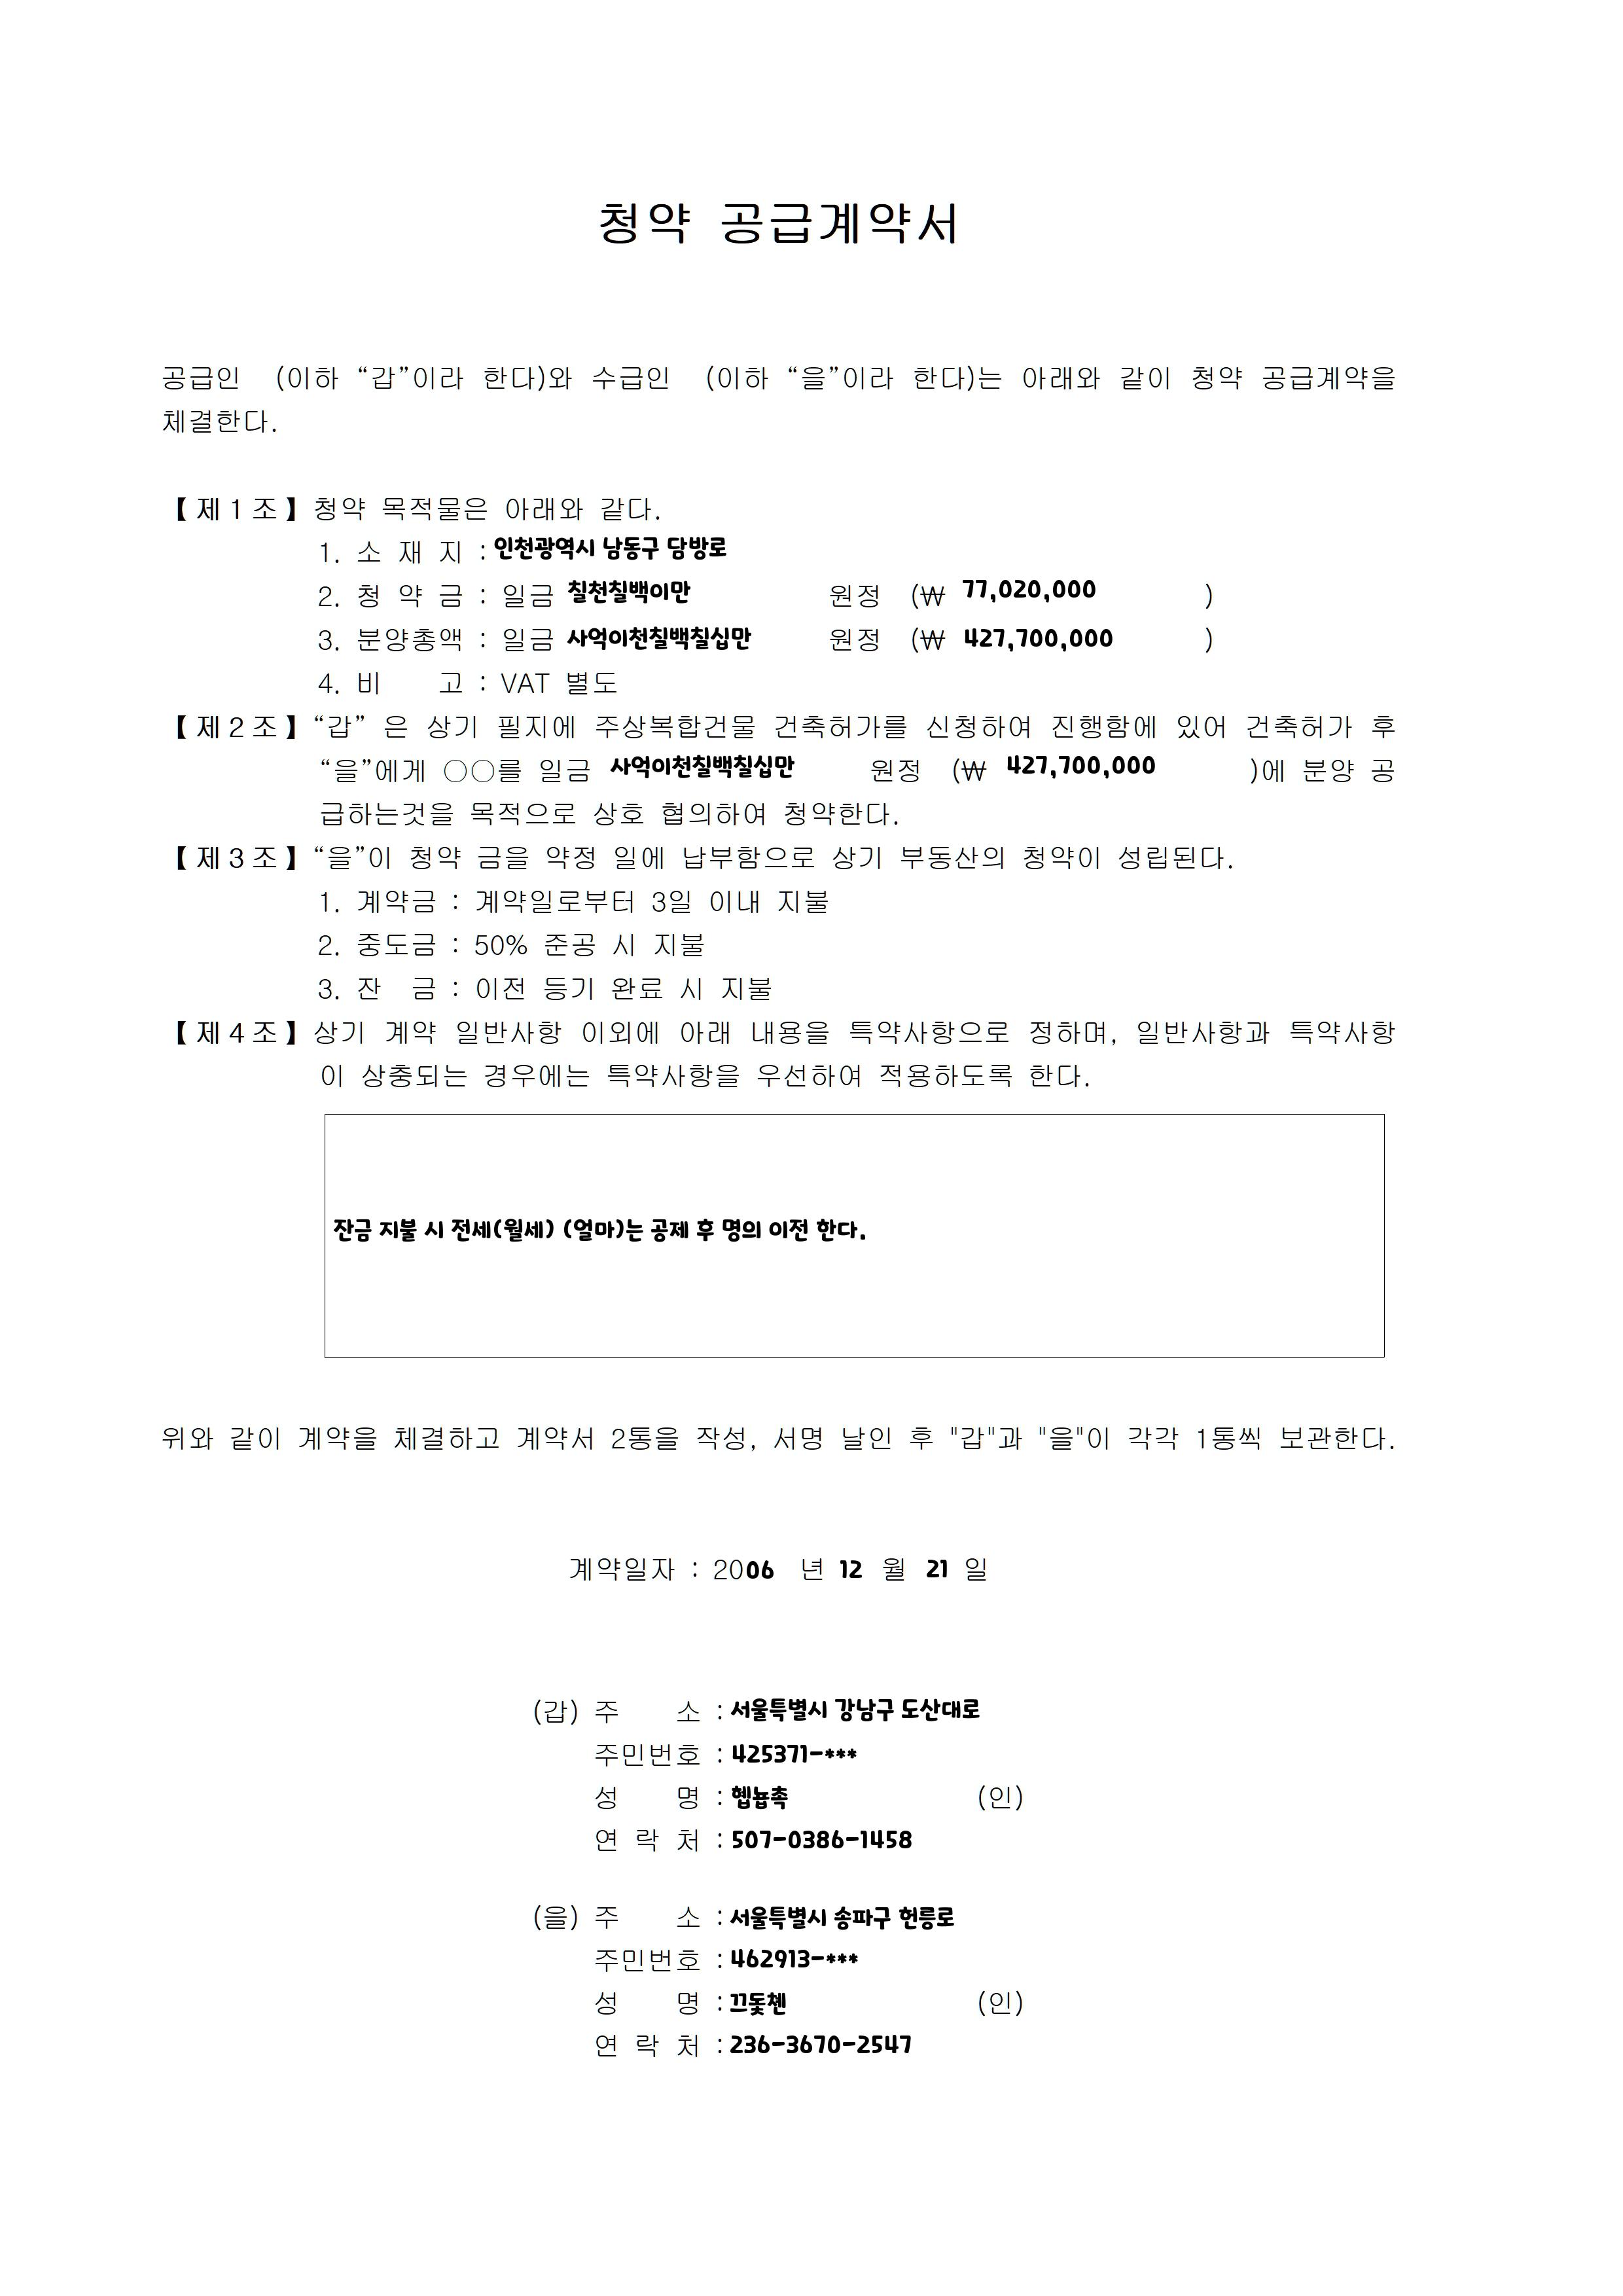 청약 공급계약서
공급인 (이하 “갑”이라 한다)와 수급인 (이하 “을”이라 한다)는 아래와 같이 청약 공급계약을
체결한다.
【제1조】청약 목적물은 아래와 같다.
1. 소 재 지 : 인천광역시 남동구 담방로
2. 청 약 금 : 일금 칠천칠백이만 원정 (₩ 77,020,000 )
3. 분양총액 : 일금 사억이천칠백칠십만 원정 (₩ 427,700,000 )
4. 비 고 : VAT 별도
【제2조】“갑” 은 상기 필지에 주상복합건물 건축허가를 신청하여 진행함에 있어 건축허가 후
“을”에게 ○○를 일금 사억이천칠백칠십만 원정 (₩ 427,700,000 )에 분양 공
급하는것을 목적으로 상호 협의하여 청약한다.
【제3조】“을”이 청약 금을 약정 일에 납부함으로 상기 부동산의 청약이 성립된다.
1. 계약금 : 계약일로부터 3일 이내 지불
2. 중도금 : 50% 준공 시 지불
3. 잔 금 : 이전 등기 완료 시 지불
【제4조】상기 계약 일반사항 이외에 아래 내용을 특약사항으로 정하며, 일반사항과 특약사항
이 상충되는 경우에는 특약사항을 우선하여 적용하도록 한다.
잔금 지불 시 전세(월세) (얼마)는 공제 후 명의 이전 한다.
위와 같이 계약을 체결하고 계약서 2통을 작성, 서명 날인 후 "갑"과 "을"이 각각 1통씩 보관한다.
계약일자 : 2006 년 12 월 21 일
(갑) 주 소 : 서울특별시 강남구 도산대로
주민번호 : 425371-***
성 명 : 헵뇹촉 (인)
연 락 처 : 507-0386-1458
(을) 주 소 : 서울특별시 송파구 헌릉로
주민번호 : 462913-***
성 명 : 끄돛첸 (인)
연 락 처 : 236-3670-2547